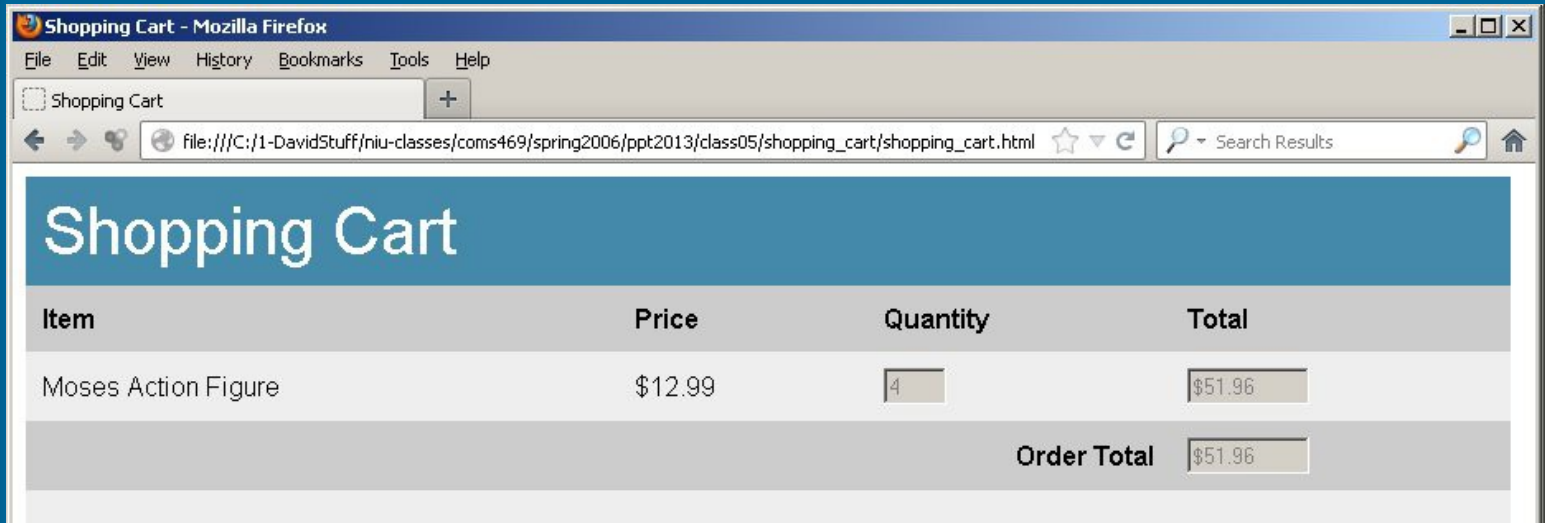 Shopping Cart - Mozilla Firefox
File Edit View History Bookmarks Tools Help
Shopping Cart +
file:///C:/1-DavidStuff/niu-classes/coms469/spring2006/ppt2013/class05/shopping_cart/shopping_cart.html Search Results
Shopping Cart
Item Price Quantity Total
Moses Action Figure $12.99 4 $51.96
Order Total $51.96